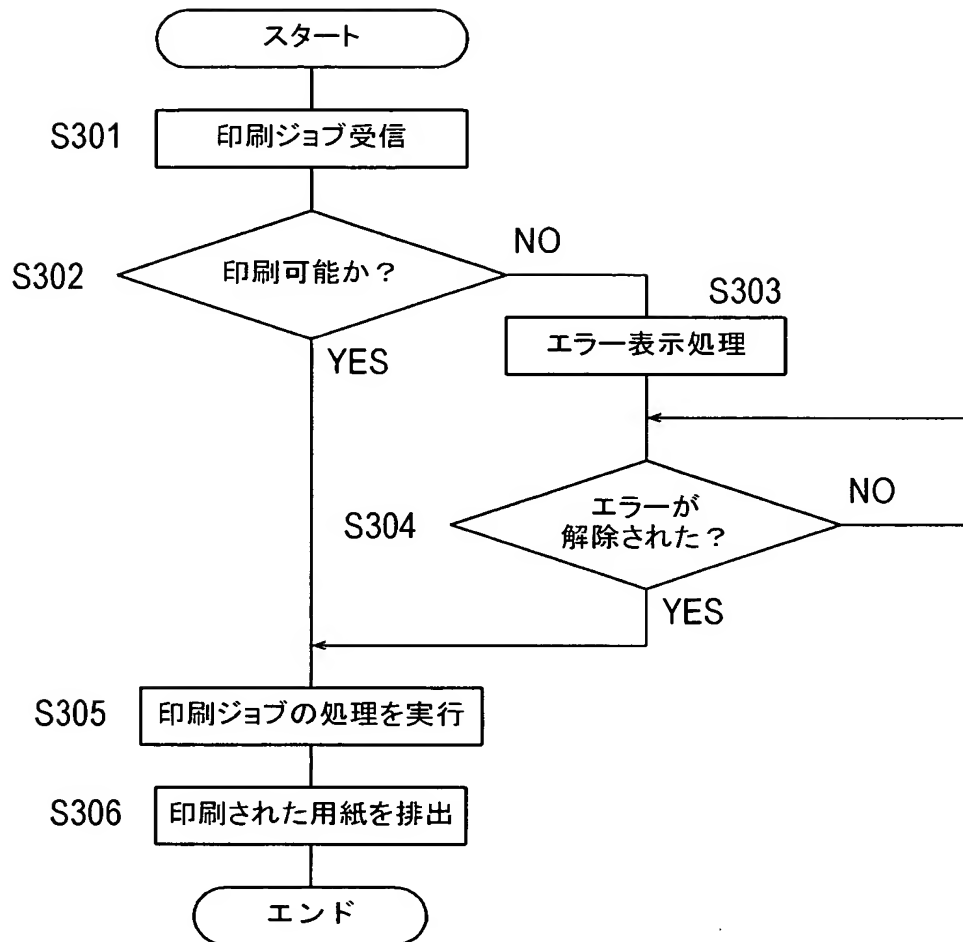 スタート
S301
印刷ジョブ受信
S302
印刷可能か？
NO
YES
S303
エラー表示処理
S304
エラーが
解除された？
NO
YES
S305
印刷ジョブの処理を実行
S306
印刷された用紙を排出
エンド